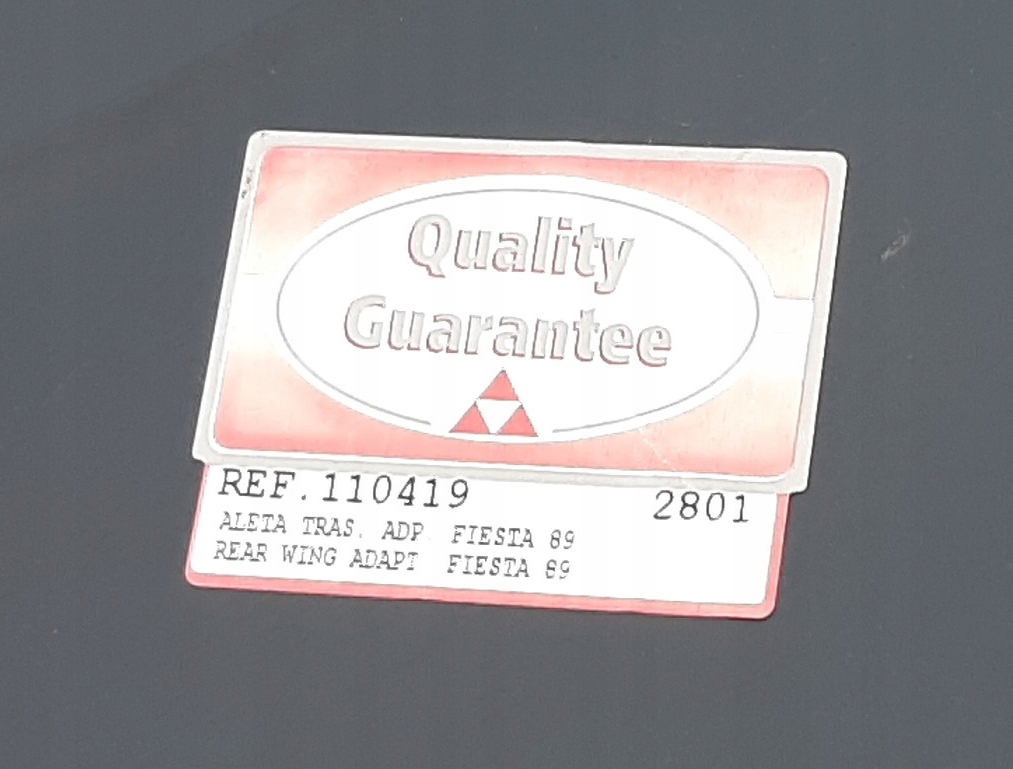 Quality
Guarantee
REF. 110419 2801
ALETA TRAS. ADP. FIESTA 89
REAR WING ADAPT FIESTA 89